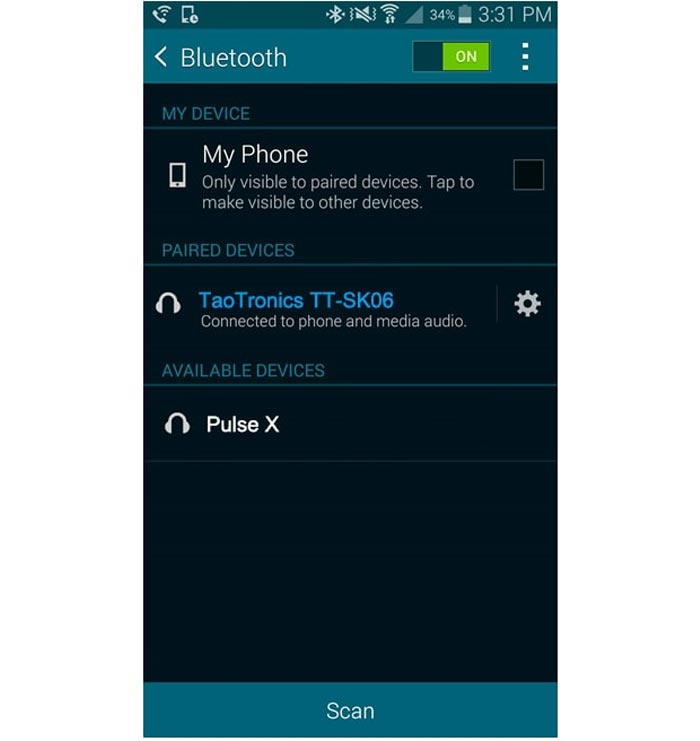 34% 3:31 PM
Bluetooth
ON
MY DEVICE
My Phone
Only visible to paired devices. Tap to
make visible to other devices.
PAIRED DEVICES
TaoTronics TT-SK06
Connected to phone and media audio.
AVAILABLE DEVICES
Pulse X
Scan